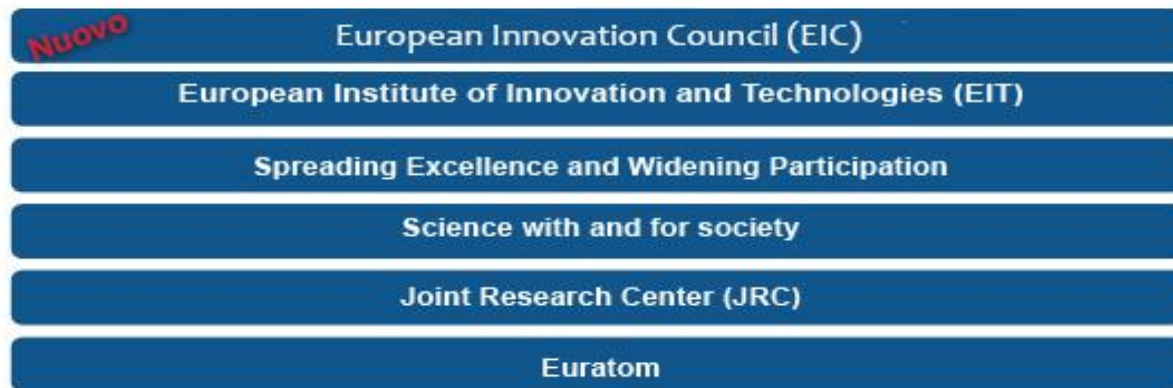 Nuovo
European Innovation Council (EIC)
European Institute of Innovation and Technologies (EIT)
Spreading Excellence and Widening Participation
Science with and for society
Joint Research Center (JRC)
Euratom